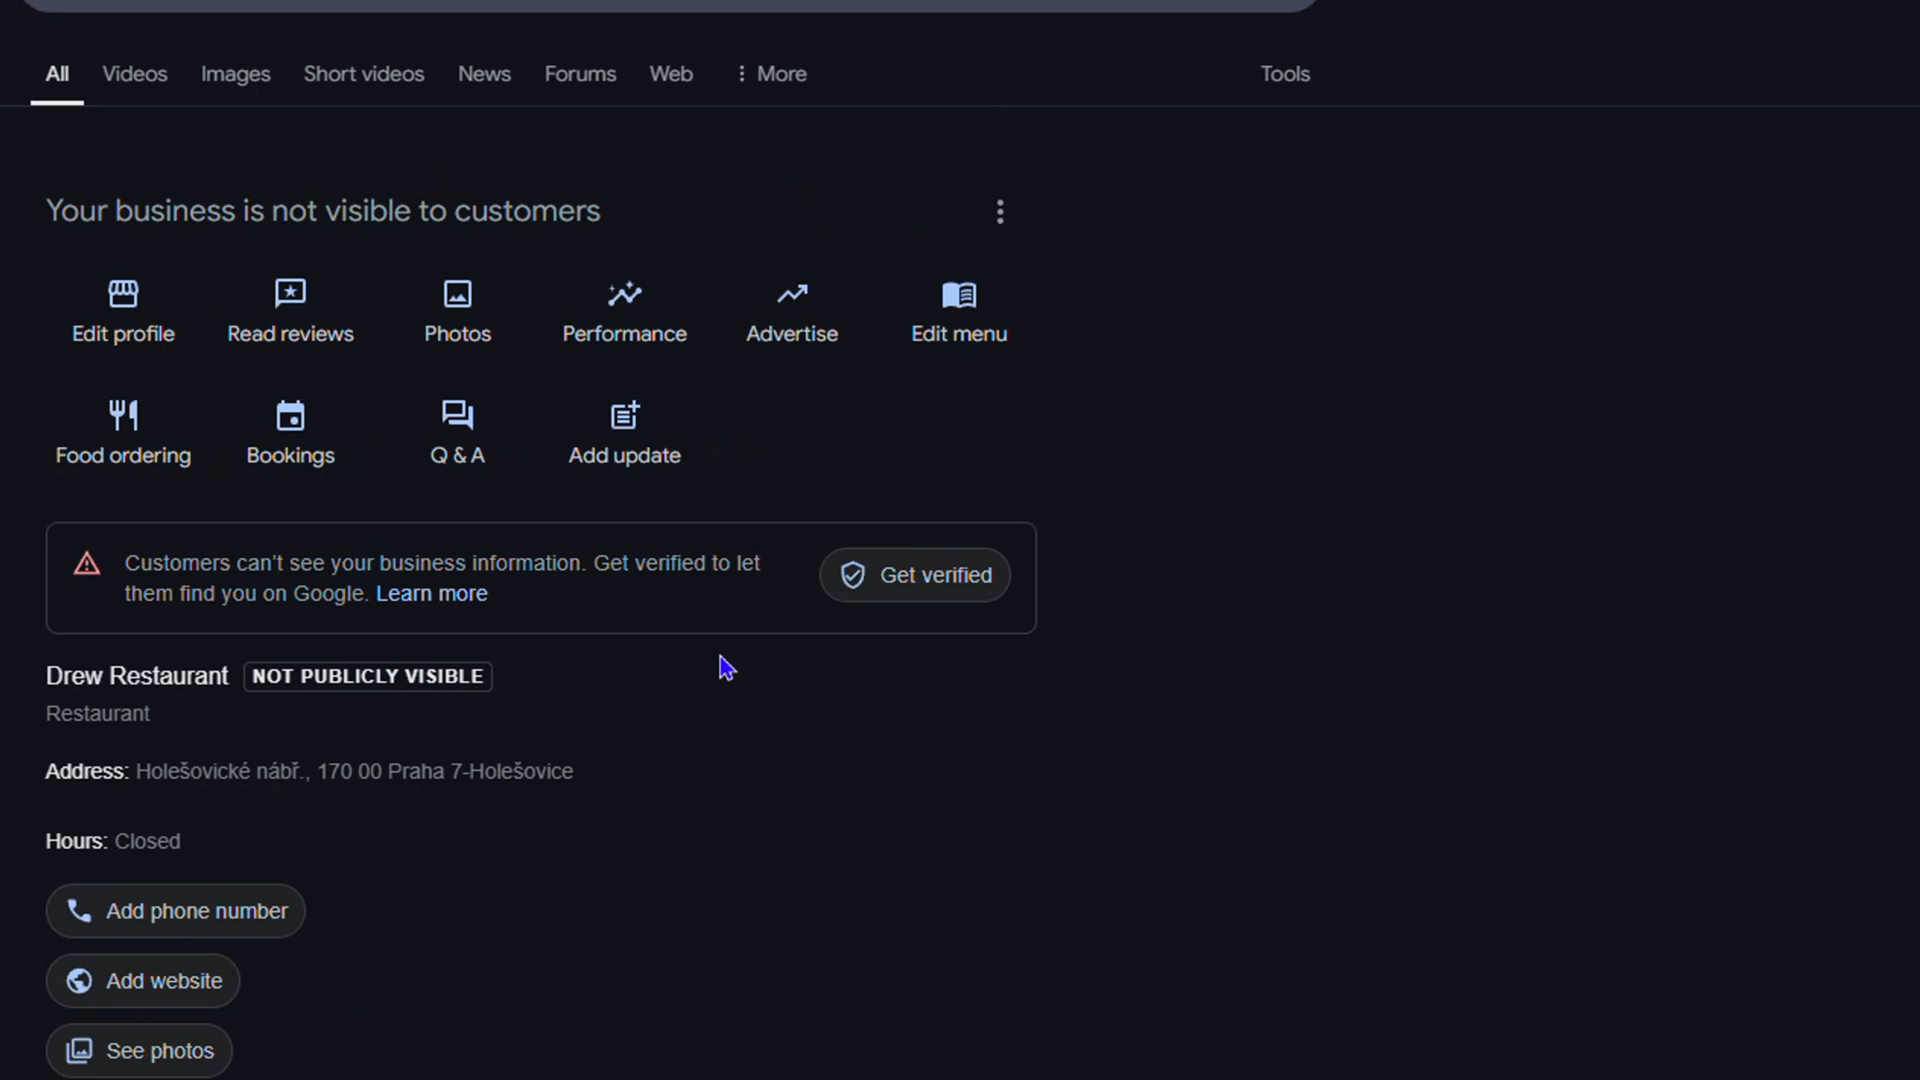 All Videos Images Short videos News Forums Web More Tools
Your business is not visible to customers
Edit profile Read reviews Photos Performance Advertise Edit menu
Food ordering Bookings Q & A Add update
Customers can't see your business information. Get verified to let
them find you on Google. Learn more
Get verified
Drew Restaurant NOT PUBLICLY VISIBLE
Restaurant
Address: Holešovické nábř., 170 00 Praha 7-Holešovice
Hours: Closed
Add phone number
Add website
See photos